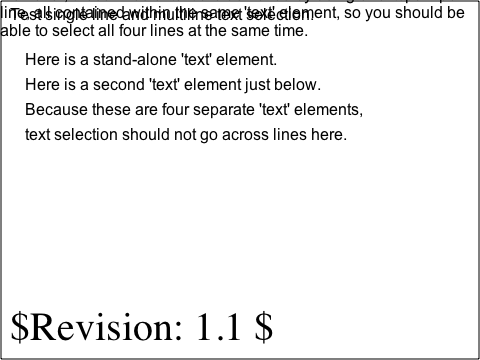 Test single line and multiline text selection.
line, all contained within the same 'text' element, so you should be
able to select all four lines at the same time.
Here is a stand-alone 'text' element.
Here is a second 'text' element just below.
Because these are four separate 'text' elements,
text selection should not go across lines here.
$Revision: 1.1 $